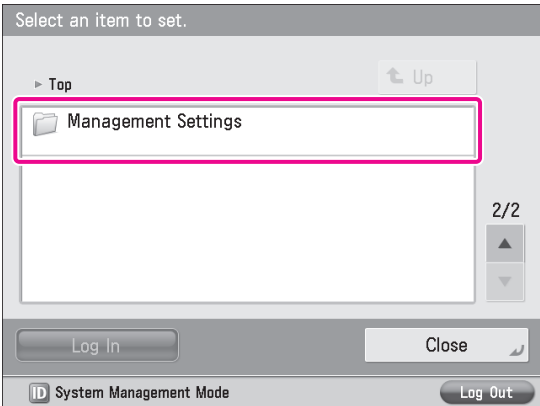 Select an item to set.
Up
Top
Management Settings
2/2
Log In
Close
ID System Management Mode
Log Out